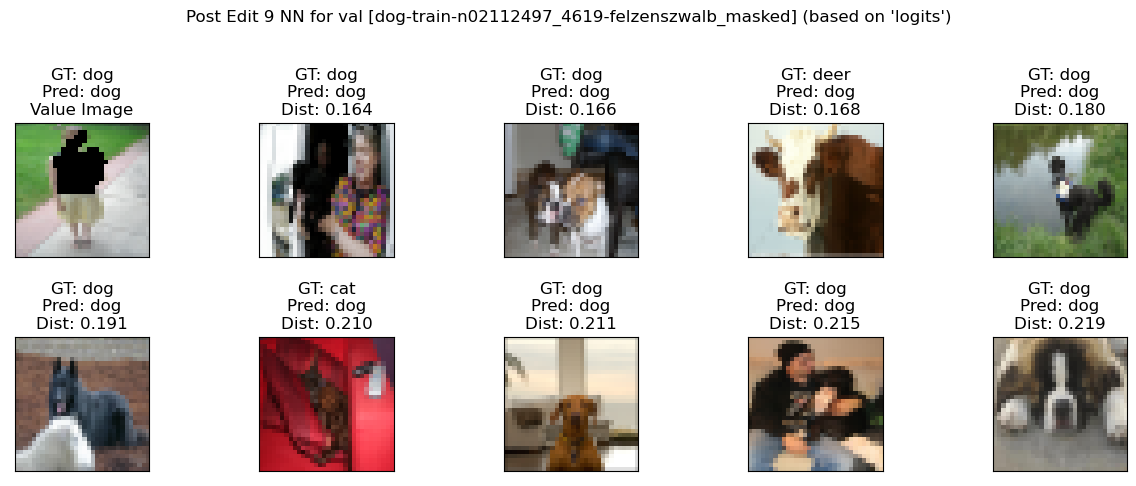 Post Edit 9 NN for val [dog-train-n02112497_4619-felzenszwalb_masked] (based on 'logits')
GT: dog
Pred: dog
Value Image
GT: dog
Pred: dog
Dist: 0.164
GT: dog
Pred: dog
Dist: 0.166
GT: deer
Pred: dog
Dist: 0.168
GT: dog
Pred: dog
Dist: 0.180
GT: dog
Pred: dog
Dist: 0.191
GT: cat
Pred: dog
Dist: 0.210
GT: dog
Pred: dog
Dist: 0.211
GT: dog
Pred: dog
Dist: 0.215
GT: dog
Pred: dog
Dist: 0.219